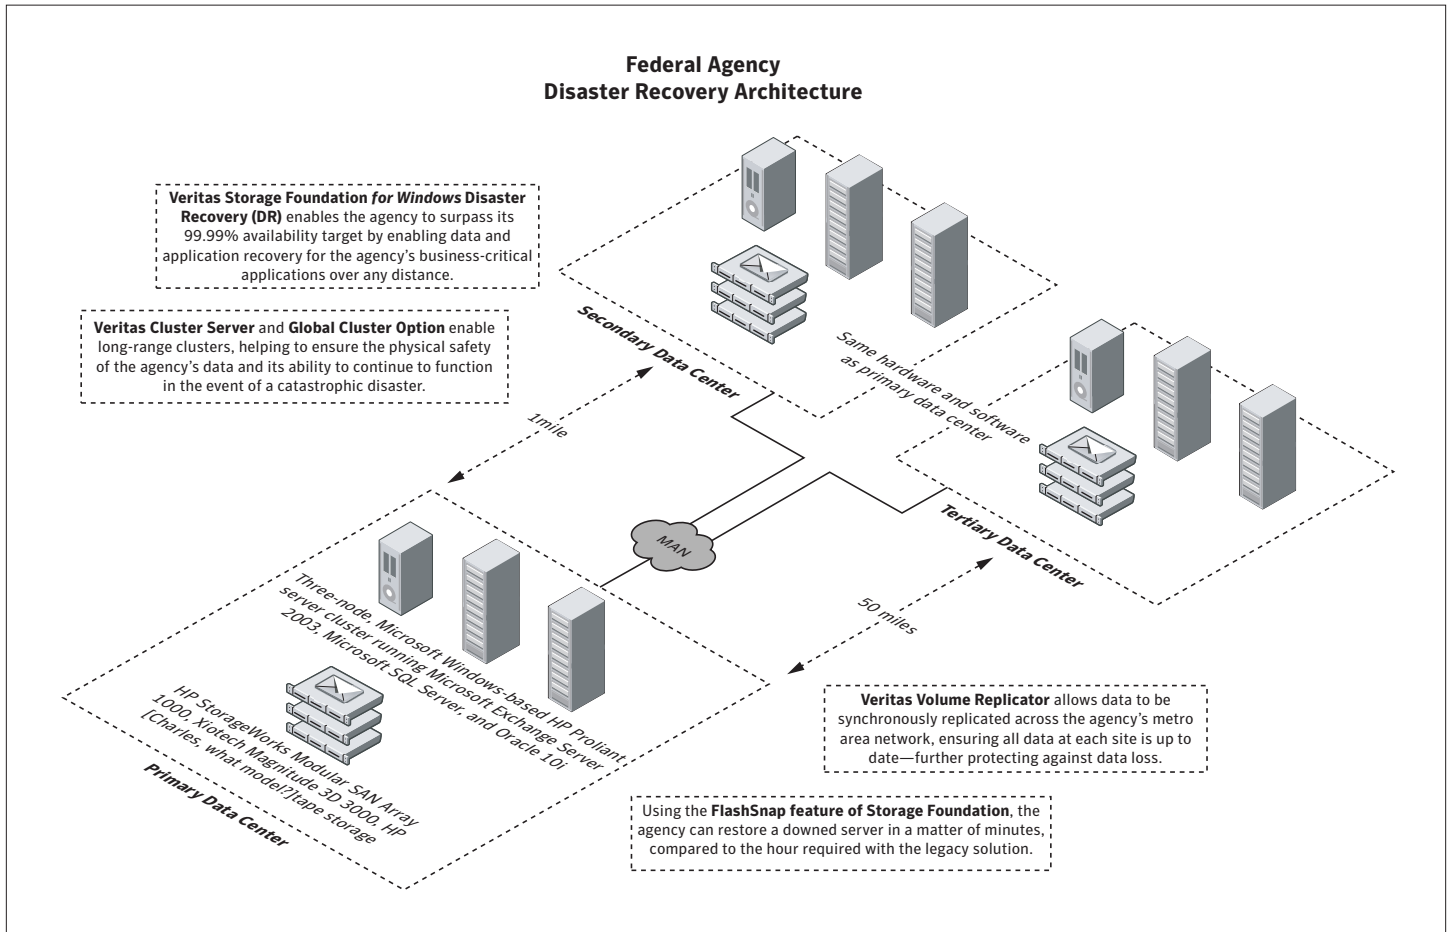 Federal Agency
Disaster Recovery Architecture
Veritas Storage Foundation for Windows Disaster
Recovery (DR) enables the agency to surpass its
99.99% availability target by enabling data and
application recovery for the agency's business-critical
applications over any distance.
Veritas Cluster Server and Global Cluster Option enable
long-range clusters, helping to ensure the physical safety
of the agency's data and its ability to continue to function
in the event of a catastrophic disaster.
Secondary Data Center
Same hardware and software
as primary data center
1mile
MAN
Tertiary Data Center
50 miles
Three-node, Microsoft Windows-based HP Proliant
server cluster running Microsoft Exchange Server
2003, Microsoft SQL Server, and Oracle 10i
HP StorageWorks Modular SAN Array
1000, Xiotech Magnitude 3D 3000, HP
[Charles, what model?]tape storage
Primary Data Center
Veritas Volume Replicator allows data to be
synchronously replicated across the agency's metro
area network, ensuring all data at each site is up to
date—further protecting against data loss.
Using the FlashSnap feature of Storage Foundation, the
agency can restore a downed server in a matter of minutes,
compared to the hour required with the legacy solution.